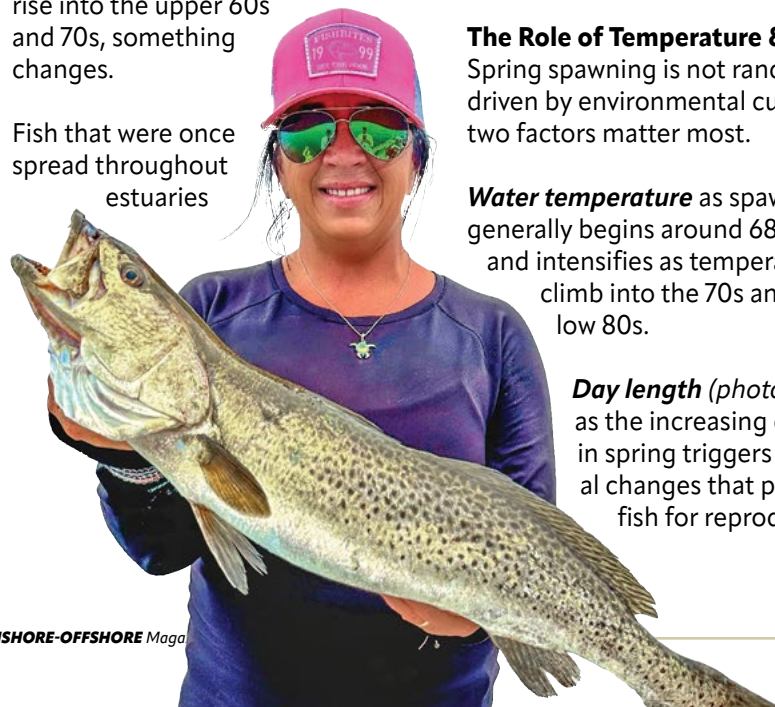 rise into the upper 60s
and 70s, something
changes.
Fish that were once
spread throughout
estuaries
FISHBITES
19 99
The Role of Temperature &
Spring spawning is not rand
driven by environmental cu
two factors matter most.
Water temperature as spaw
generally begins around 68
and intensifies as tempera
climb into the 70s an
low 80s.
Day length (photo
as the increasing
in spring triggers
al changes that p
fish for reprod
SHORE-OFFSHORE Maga